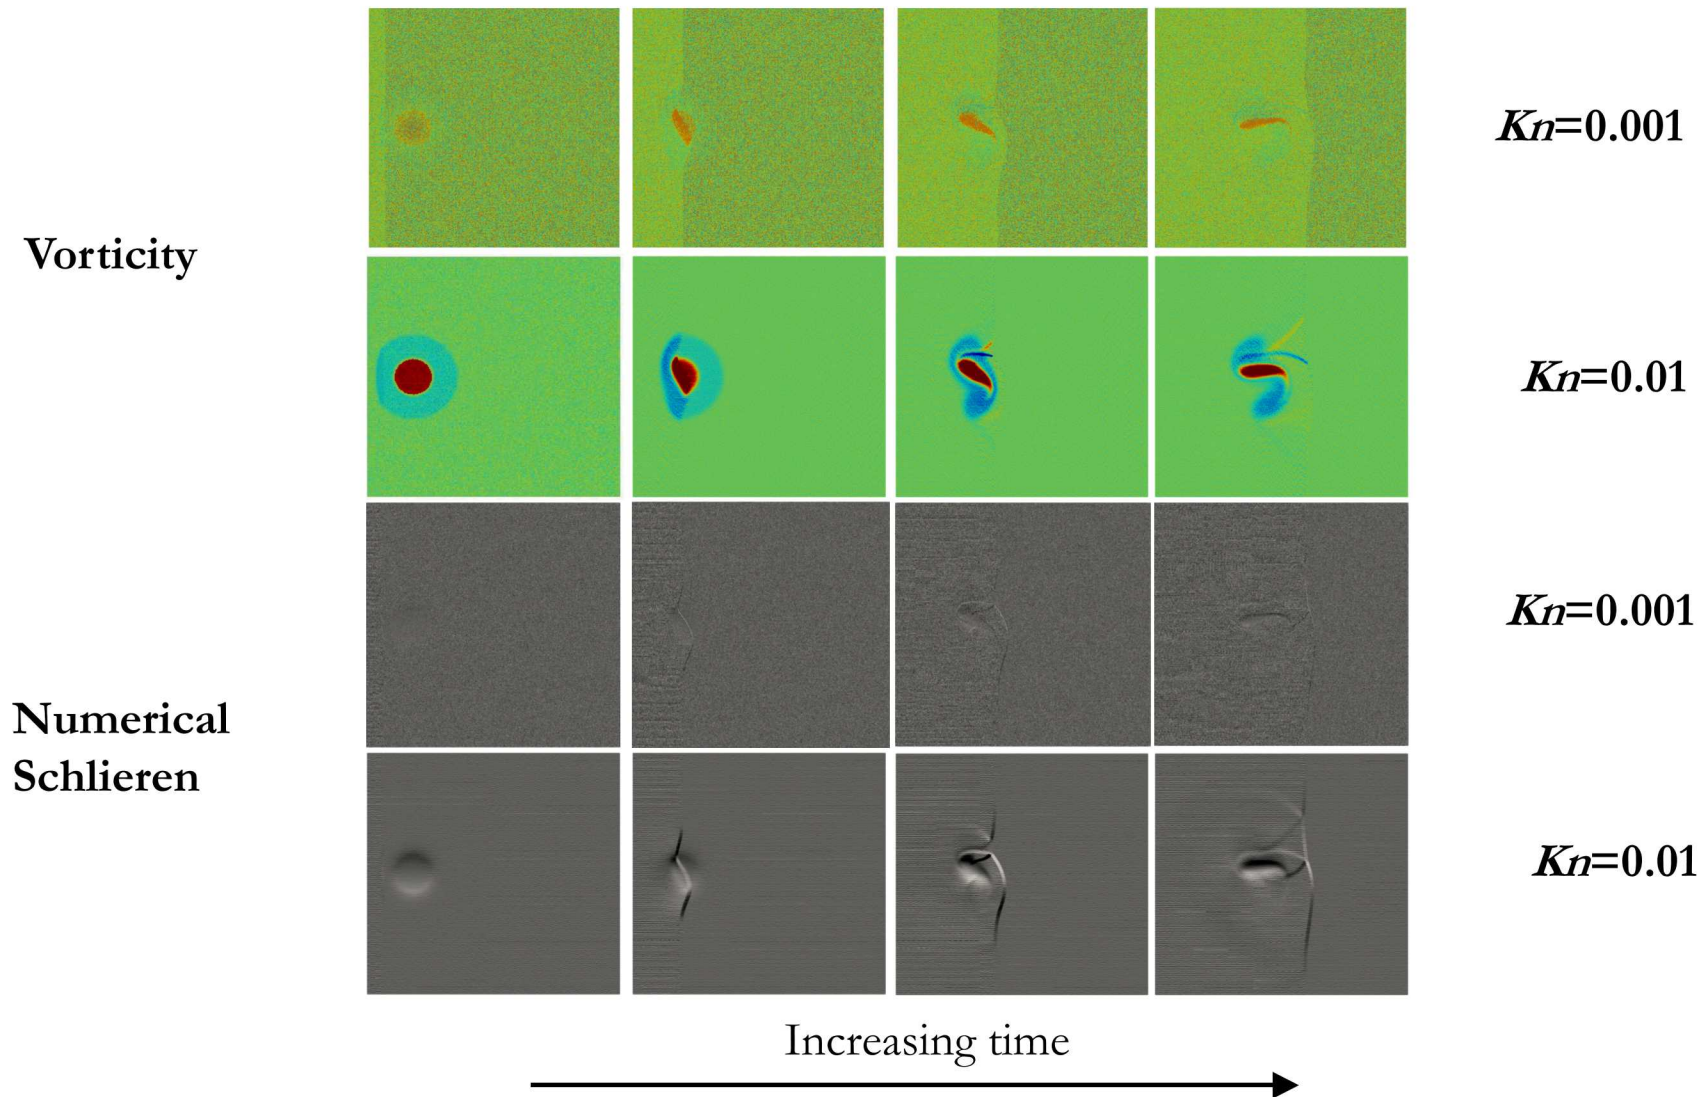 Kn=0.001
Vorticity
Kn=0.01
Kn=0.001
Numerical
Schlieren
Kn=0.01
Increasing time